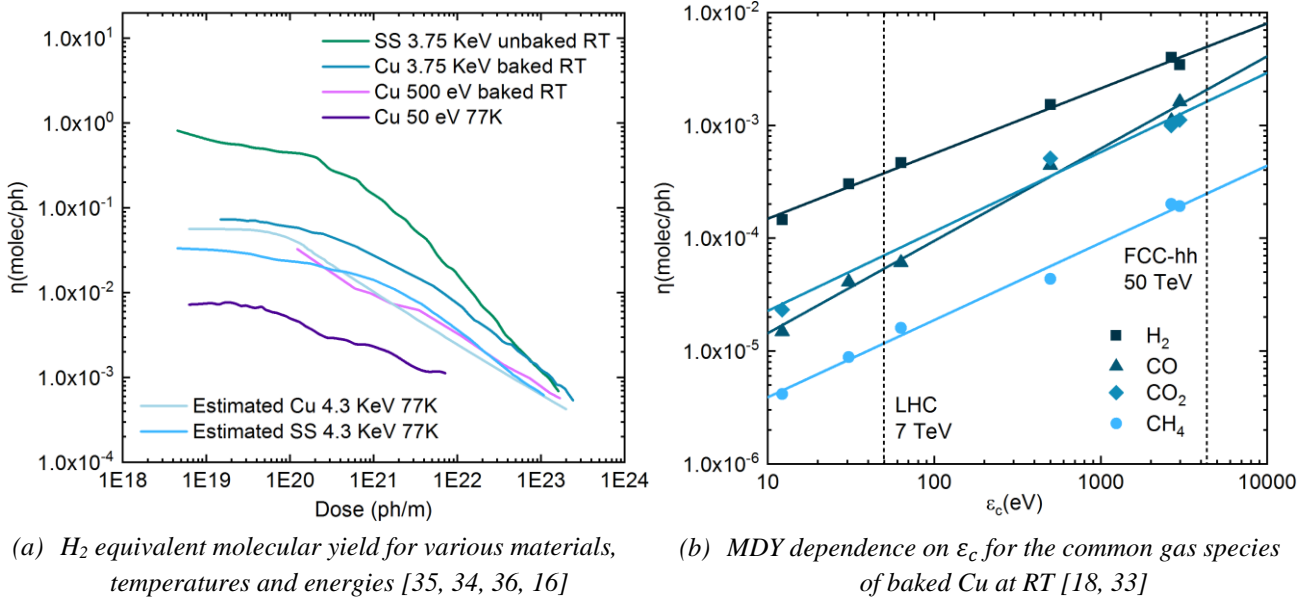 1.0x10¹
1.0x10⁰
1.0x10⁻¹
1.0x10⁻²
1.0x10⁻³
1.0x10⁻⁴
η(molec/ph)
SS 3.75 KeV unbaked RT
Cu 3.75 KeV baked RT
Cu 500 eV baked RT
Cu 50 eV 77K
Estimated Cu 4.3 KeV 77K
Estimated SS 4.3 KeV 77K
1E18 1E19 1E20 1E21 1E22 1E23 1E24
Dose (ph/m)
(a) H₂ equivalent molecular yield for various materials,
temperatures and energies [35, 34, 36, 16]
1.0x10⁻²
1.0x10⁻³
1.0x10⁻⁴
1.0x10⁻⁵
1.0x10⁻⁶
η(molec/ph)
LHC
7 TeV
FCC-hh
50 TeV
H₂
CO
CO₂
CH₄
10 100 1000 10000
ε꜀(eV)
(b) MDY dependence on ε꜀ for the common gas species
of baked Cu at RT [18, 33]